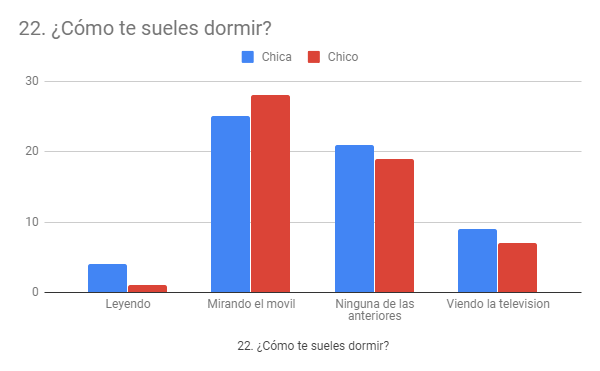 22. ¿Cómo te sueles dormir?
Chica Chico
30
20
10
0
Leyendo Mirando el movil Ninguna de las anteriores Viendo la television
22. ¿Cómo te sueles dormir?